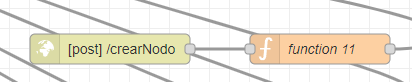 [post] /crearNodo
function 11